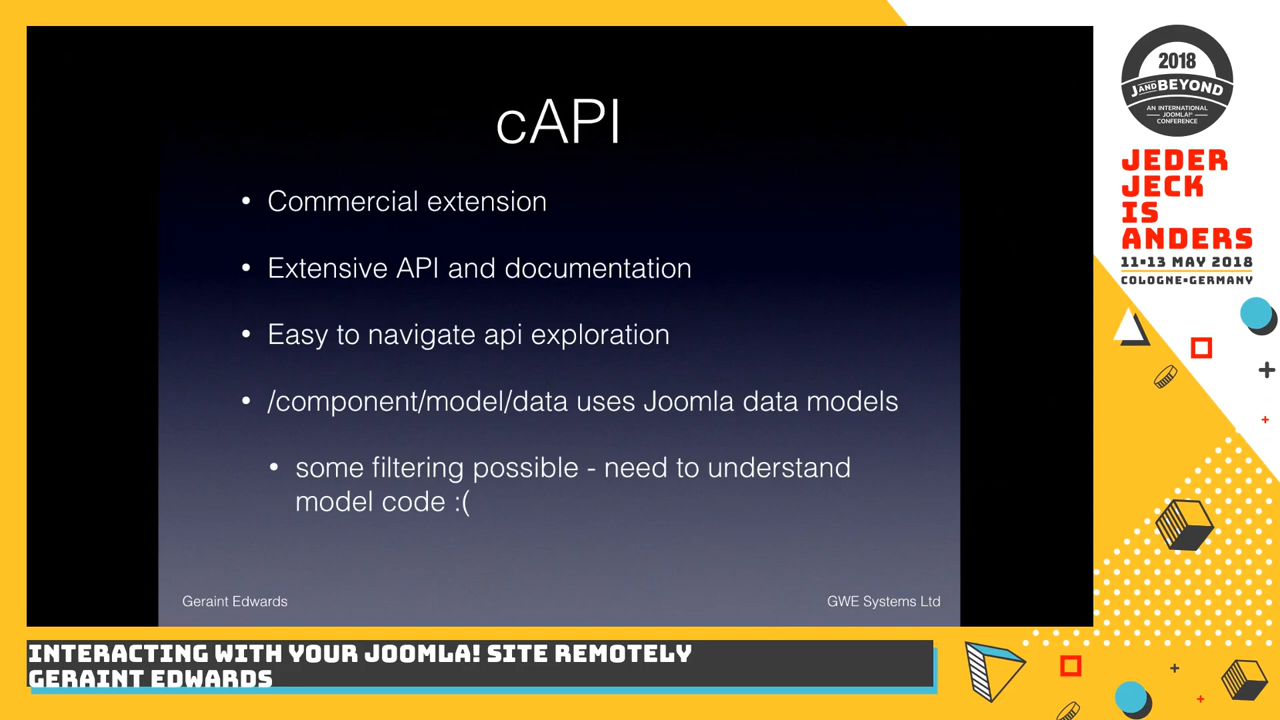 cAPI
• Commercial extension
• Extensive API and documentation
• Easy to navigate api exploration
• /component/model/data uses Joomla data models
• some filtering possible - need to understand
model code :(
Geraint Edwards
GWE Systems Ltd
2018
J AND BEYOND
AN INTERNATIONAL
JOOMLA!®
CONFERENCE
JEDER
JECK
IS
ANDERS
11-13 MAY 2018
COLOGNE-GERMANY
INTERACTING WITH YOUR JOOMLA! SITE REMOTELY
GERAINT EDWARDS